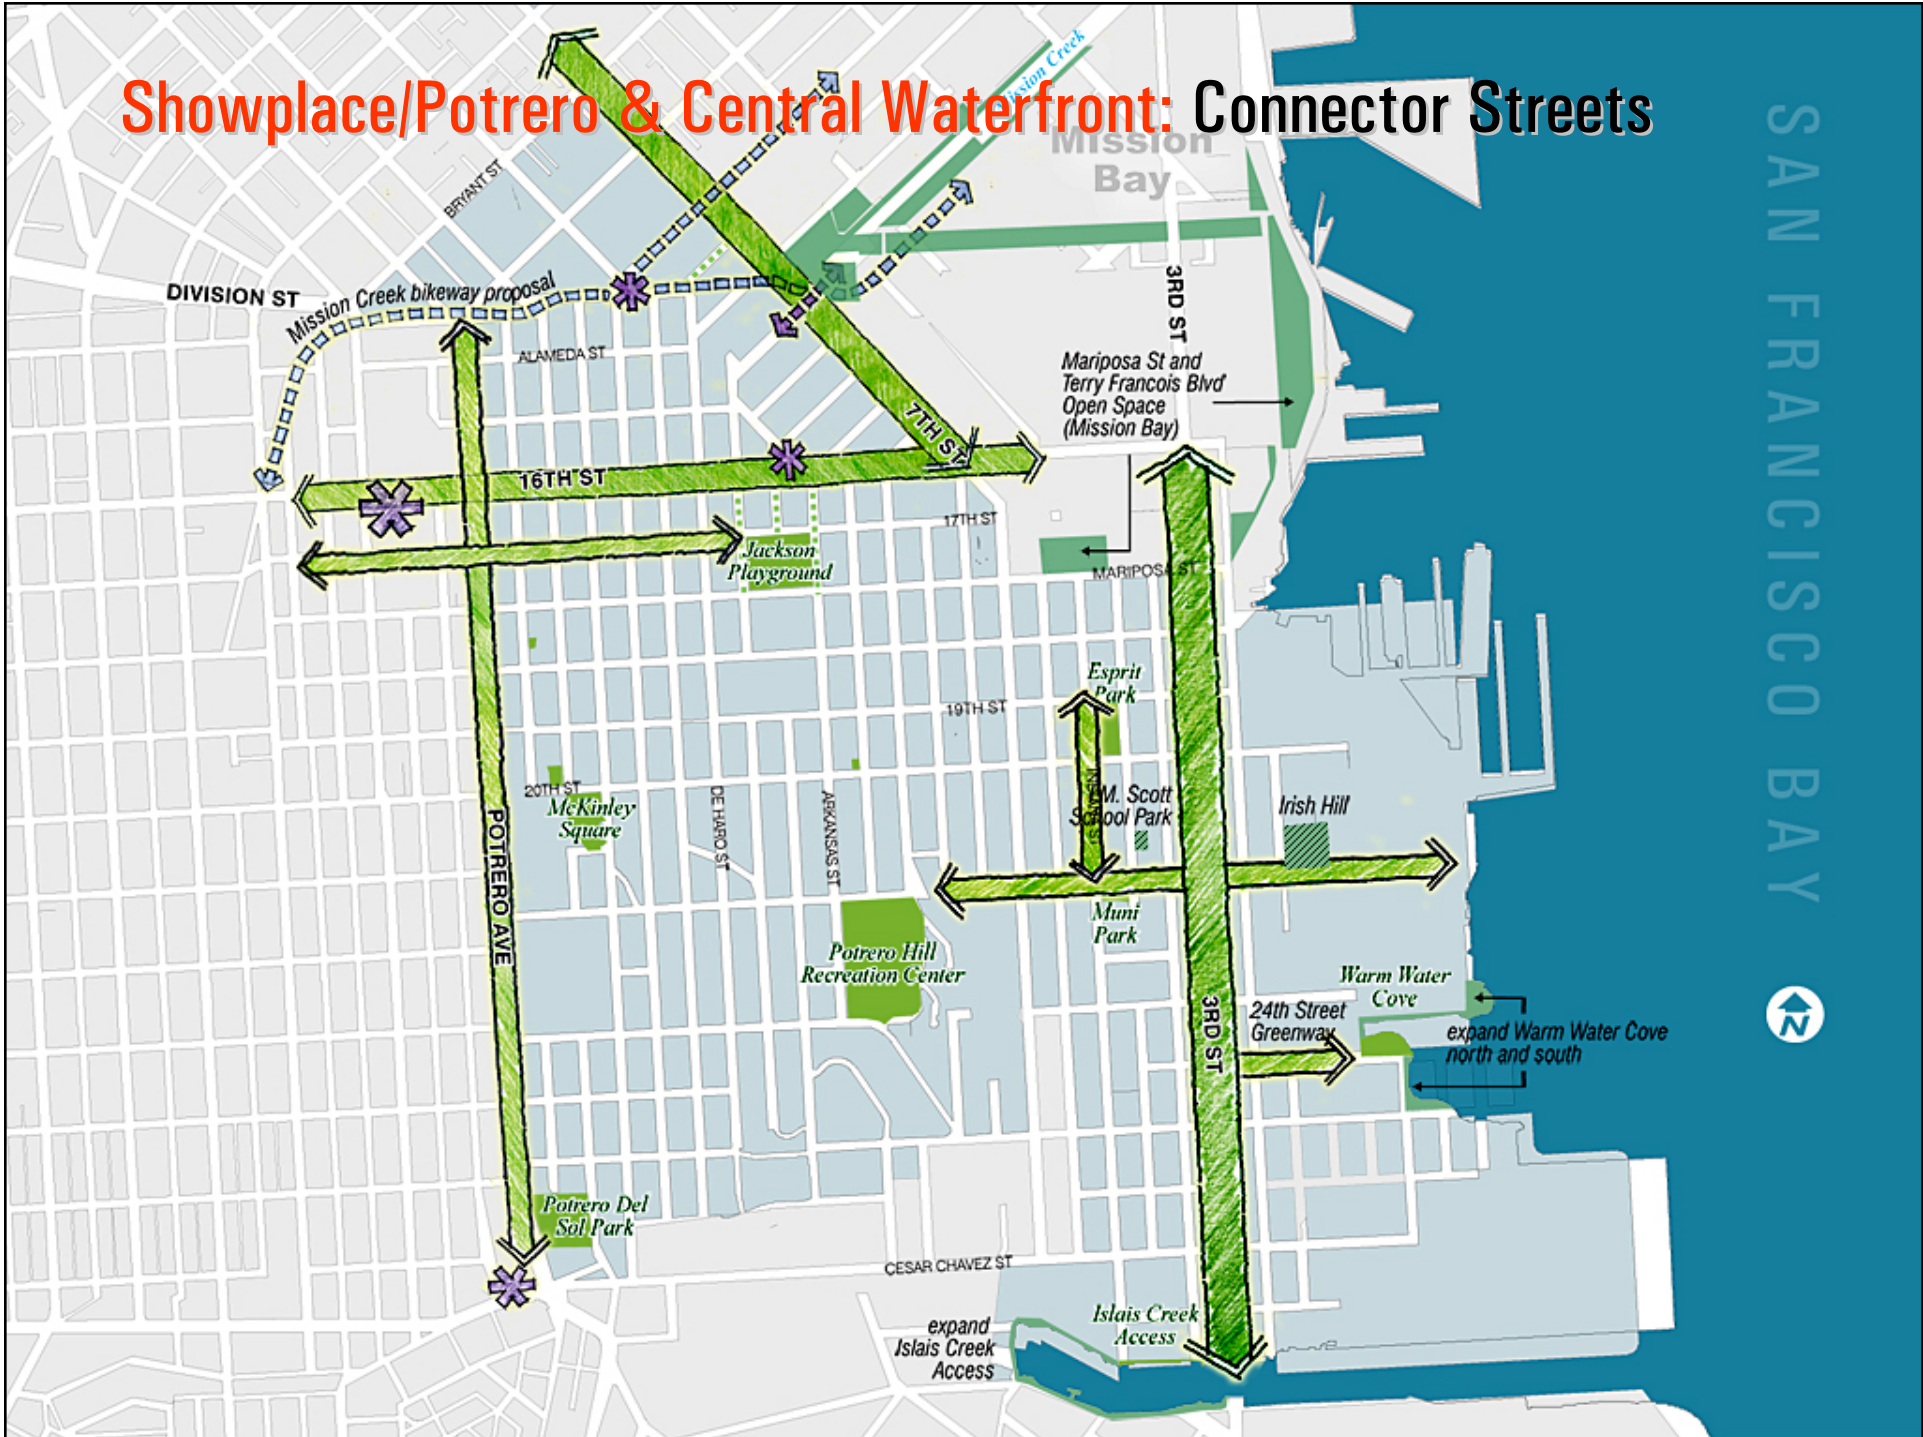 Showplace/Potrero & Central Waterfront: Connector Streets
Mission Creek
Mission
Bay
BRYANT ST
DIVISION ST
Mission Creek bikeway proposal
ALAMEDA ST
3RD ST
Mariposa St and
Terry Francois Blvd
Open Space
(Mission Bay)
7TH ST
16TH ST
17TH ST
Jackson
Playground
MARIPOSA ST
Esprit
Park
19TH ST
20TH ST
McKinley
Square
DE HARO ST
ARKANSAS ST
I.M. Scott
School Park
Irish Hill
POTRERO AVE
Muni
Park
Potrero Hill
Recreation Center
Warm Water
Cove
24th Street
Greenway
3RD ST
expand Warm Water Cove
north and south
Potrero Del
Sol Park
CESAR CHAVEZ ST
Islais Creek
Access
expand
Islais Creek
Access
SAN FRANCISCO BAY
N